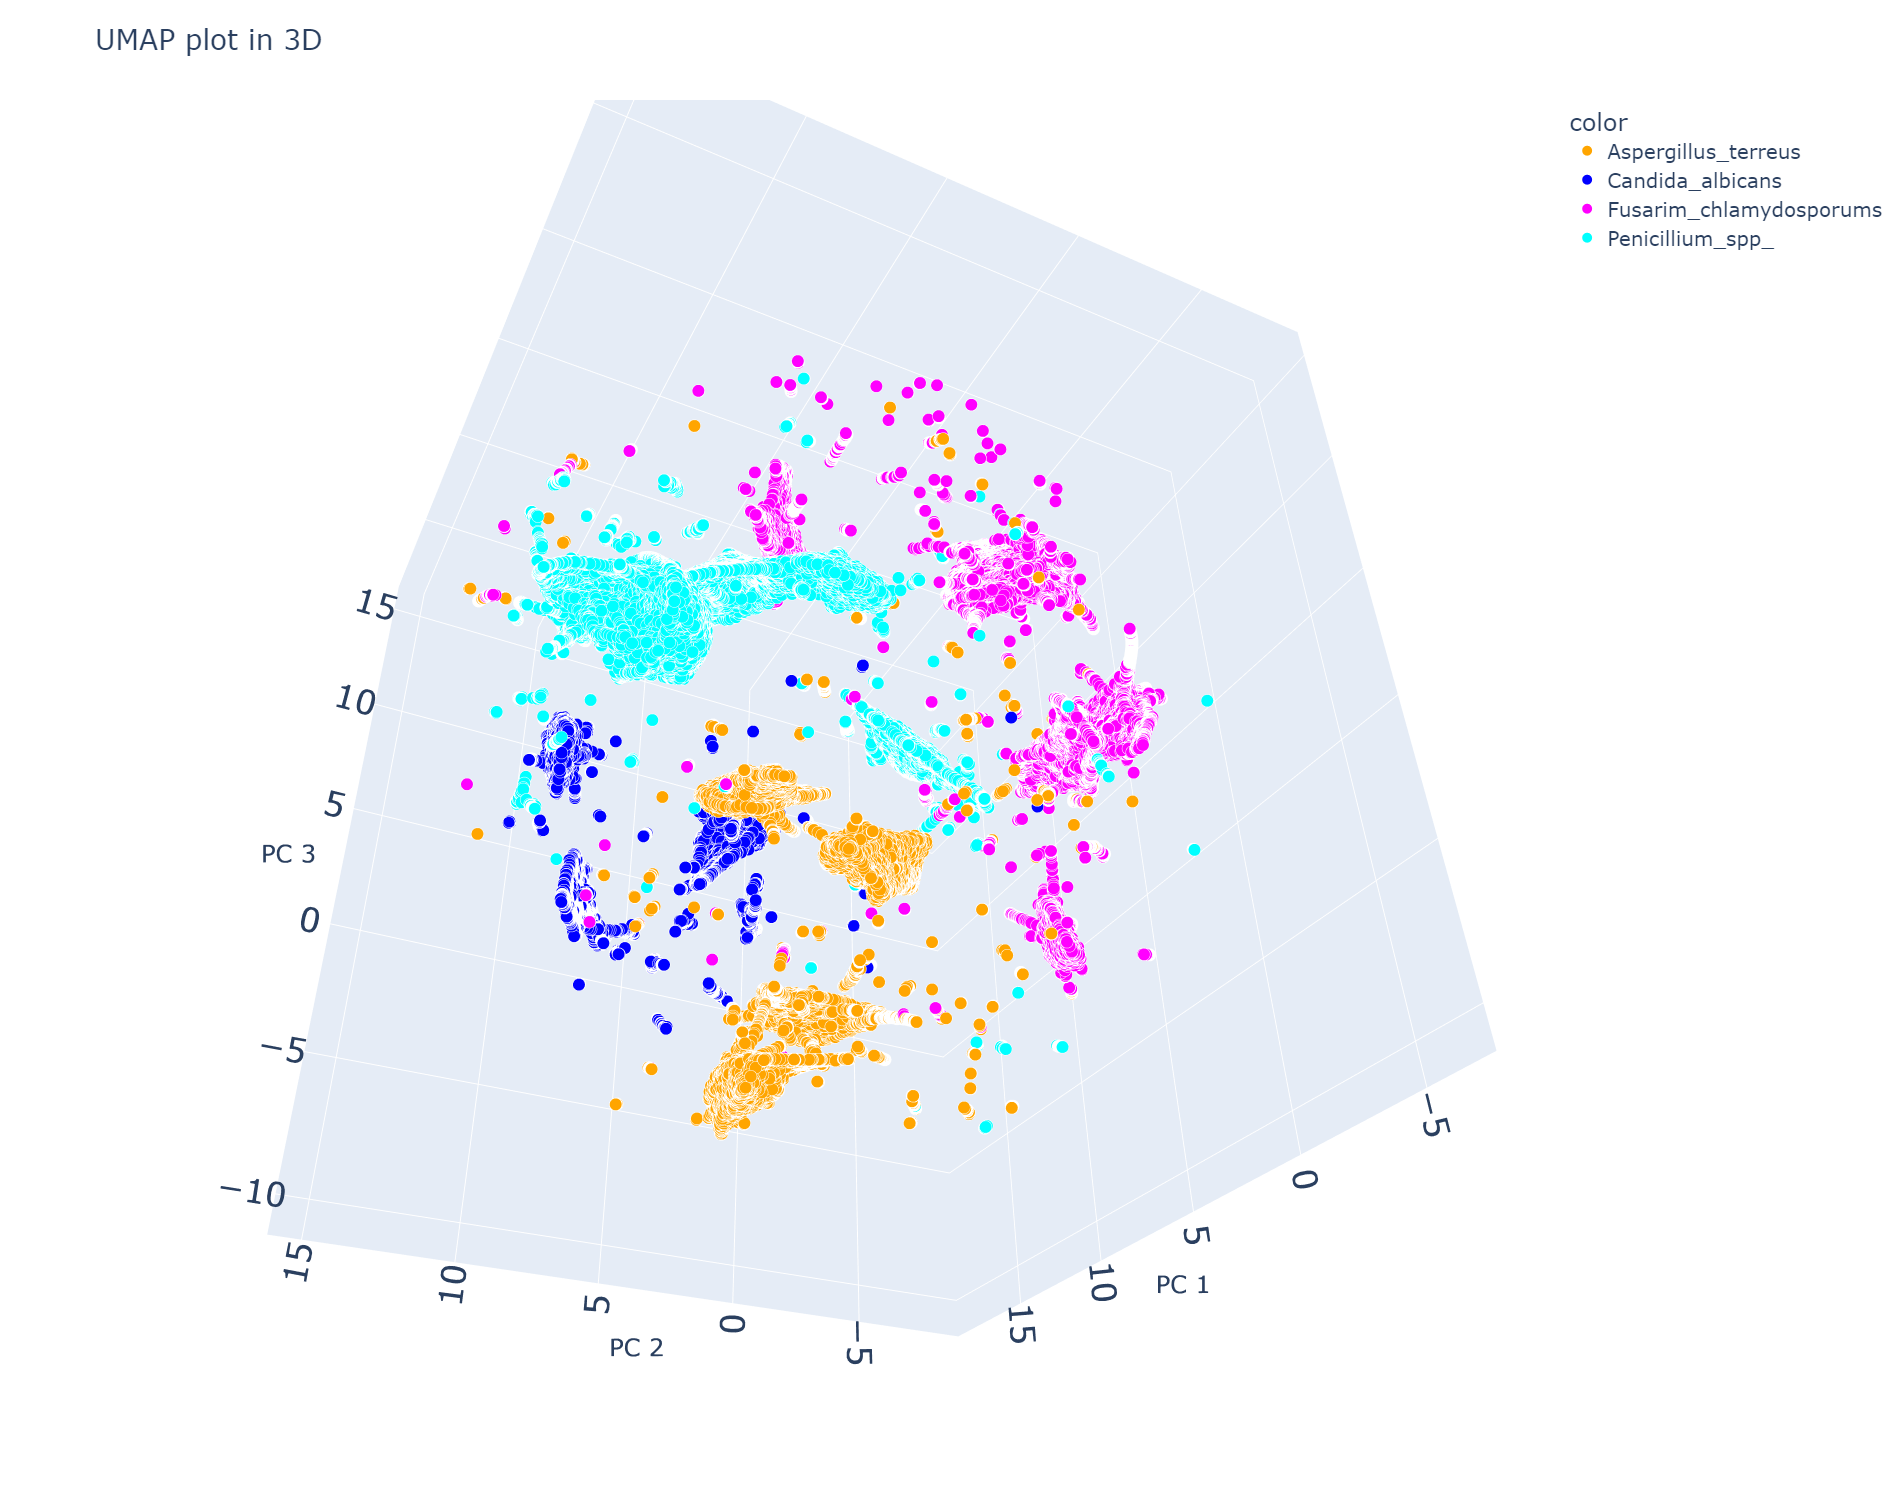 UMAP plot in 3D
color
Aspergillus_terreus
Candida_albicans
Fusarim_chlamydosporums
Penicillium_spp_
15
10
5
0
−5
−10
PC 3
15
10
5
0
−5
PC 2
15
10
5
0
−5
PC 1